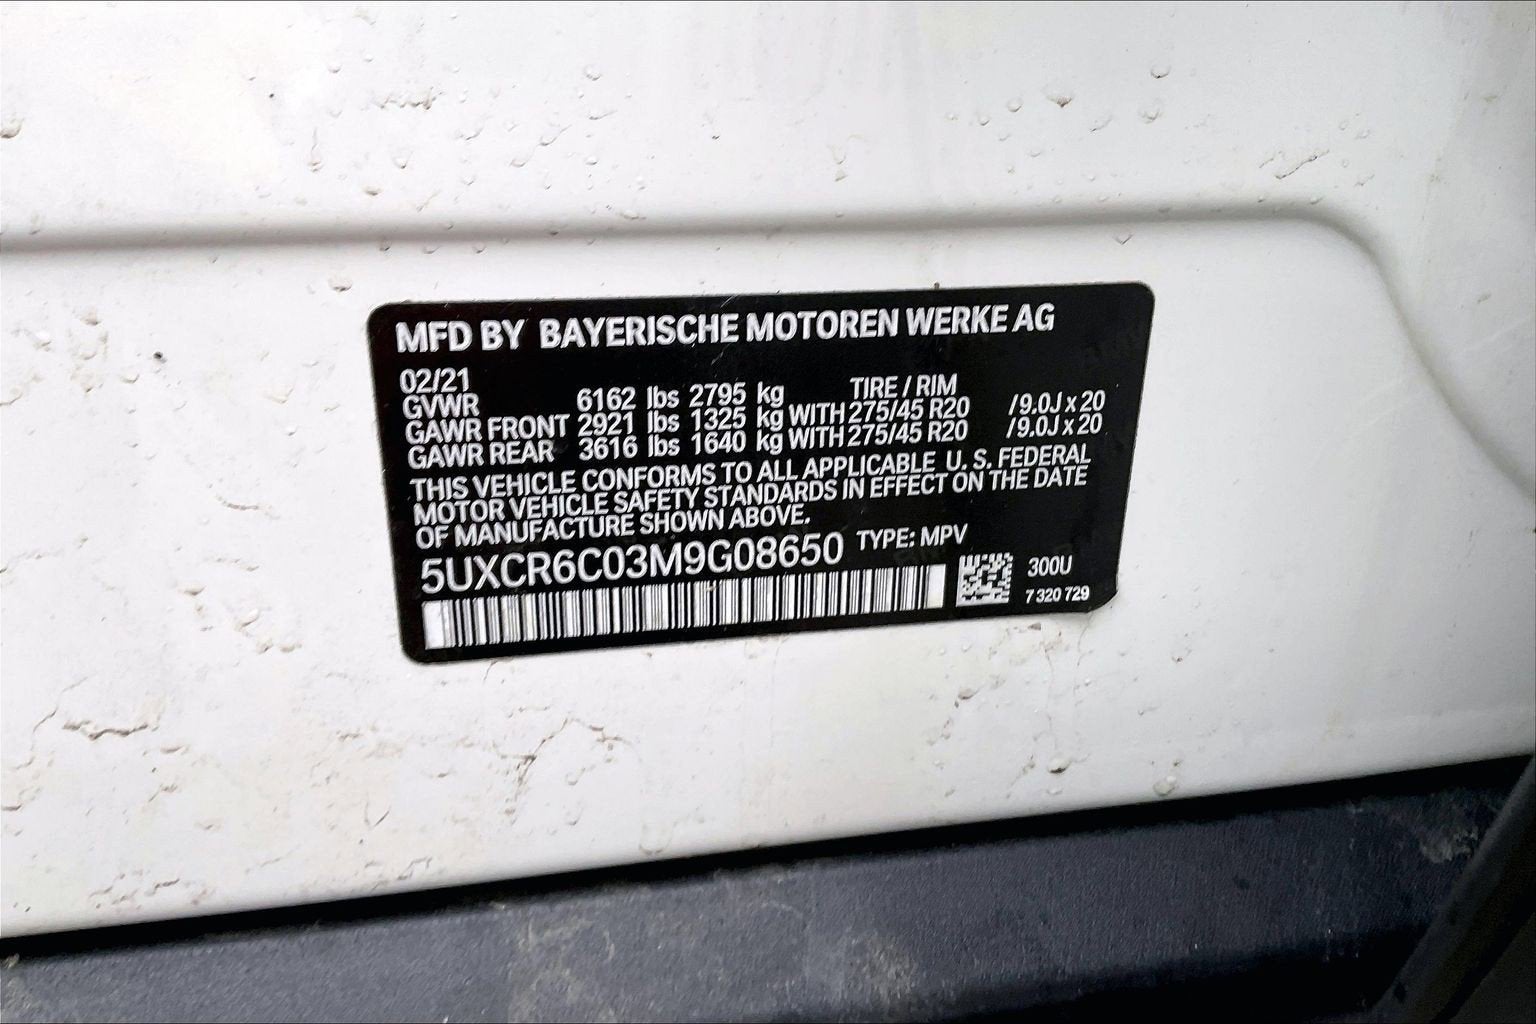 MFD BY BAYERISCHE MOTOREN WERKE AG
02/21 TIRE / RIM
GVWR 6162 lbs 2795 kg
GAWR FRONT 2921 lbs 1325 kg WITH 275/45 R20 /9.0J x 20
GAWR REAR 3616 lbs 1640 kg WITH 275/45 R20 /9.0J x 20
THIS VEHICLE CONFORMS TO ALL APPLICABLE U. S. FEDERAL
MOTOR VEHICLE SAFETY STANDARDS IN EFFECT ON THE DATE
OF MANUFACTURE SHOWN ABOVE.
5UXCR6C03M9G08650 TYPE: MPV
300U
7 320 729